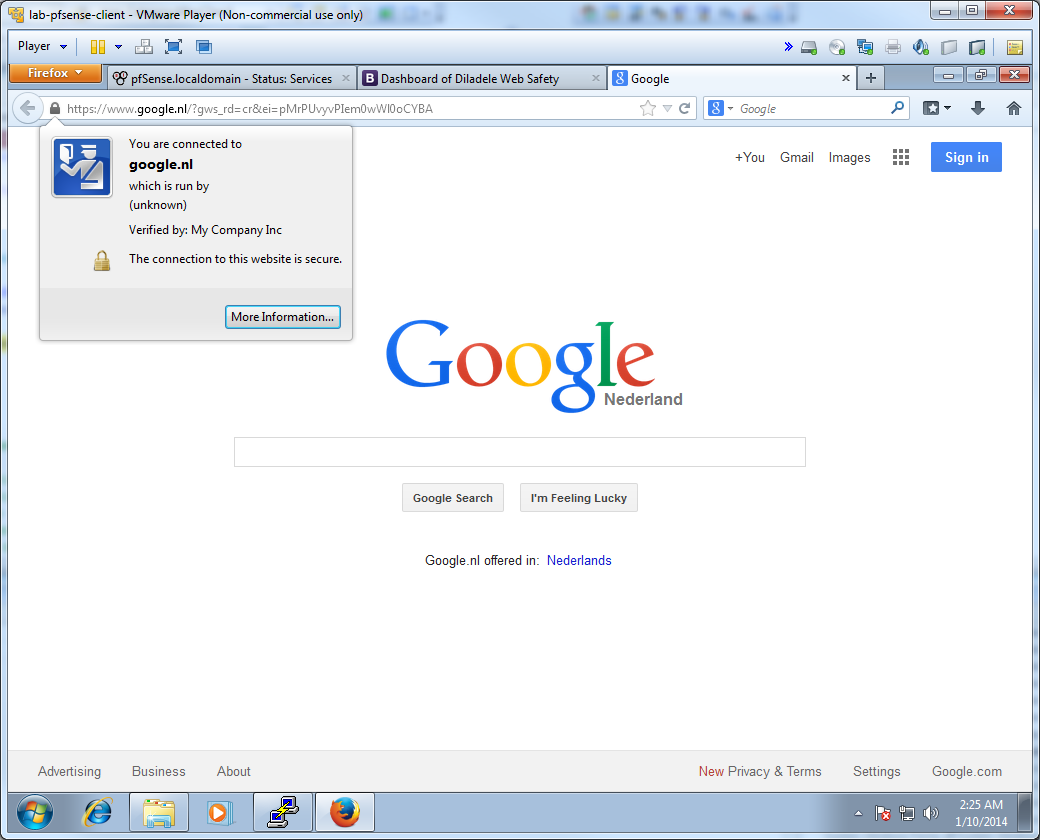 lab-pfsense-client - VMware Player (Non-commercial use only)
Player
Firefox
pfSense.localdomain - Status: Services
B Dashboard of Diladele Web Safety
8 Google
https://www.google.nl/?gws_rd=cr&ei=pMrPUvyvPIem0wWl0oCYBA
8 Google
You are connected to
google.nl
which is run by
(unknown)
Verified by: My Company Inc
The connection to this website is secure.
More Information...
+You Gmail Images Sign in
Google
Nederland
Google Search I'm Feeling Lucky
Google.nl offered in: Nederlands
Advertising Business About New Privacy & Terms Settings Google.com
2:25 AM
1/10/2014